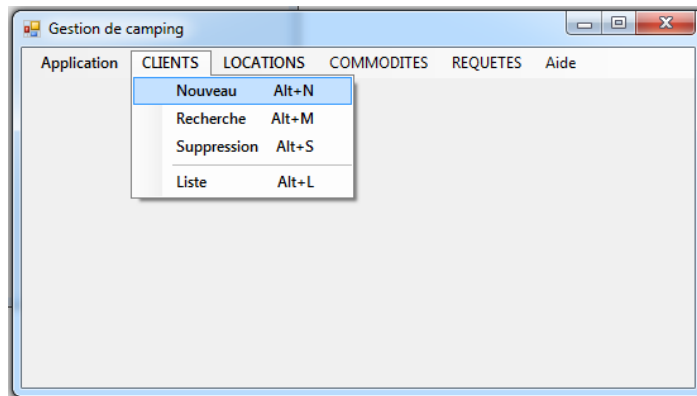 Gestion de camping
Application CLIENTS LOCATIONS COMMODITES REQUETES Aide
Nouveau Alt+N
Recherche Alt+M
Suppression Alt+S
Liste Alt+L